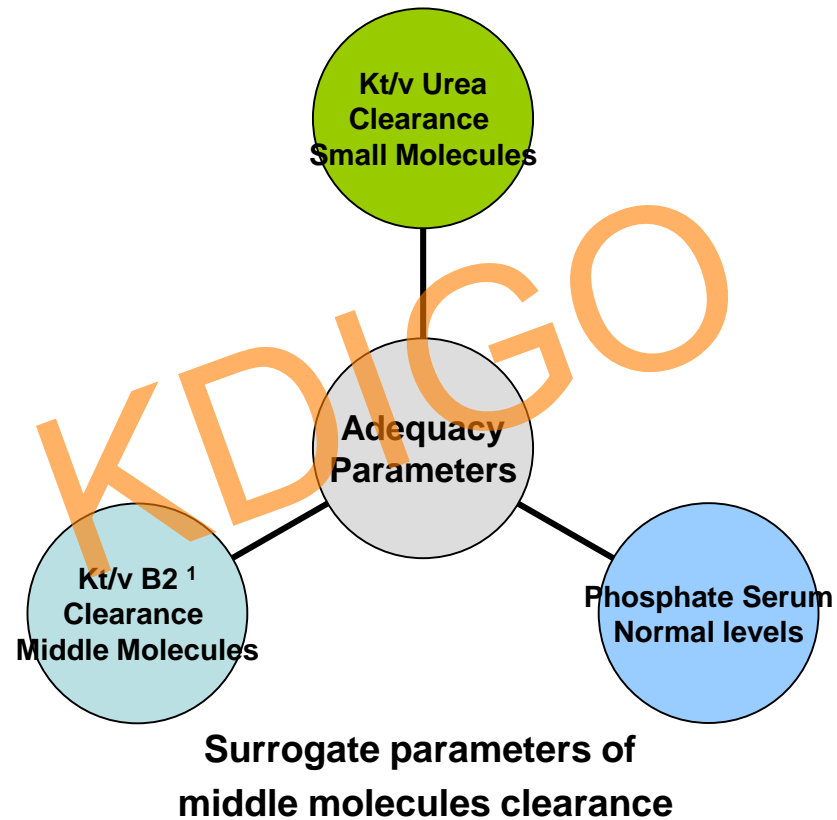 Kt/v Urea
Clearance
Small Molecules
KDIGO
Adequacy
Parameters
Kt/v B2 ¹
Clearance
Middle Molecules
Phosphate Serum
Normal levels
Surrogate parameters of
middle molecules clearance